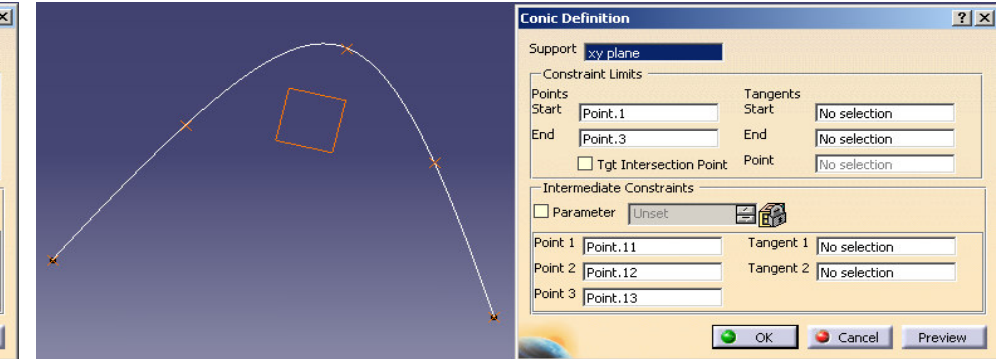 Conic Definition
Support xy plane
Constraint Limits
Points Tangents
Start Point.1 Start No selection
End Point.3 End No selection
Tgt Intersection Point Point No selection
Intermediate Constraints
Parameter Unset
Point 1 Point.11 Tangent 1 No selection
Point 2 Point.12 Tangent 2 No selection
Point 3 Point.13
OK Cancel Preview